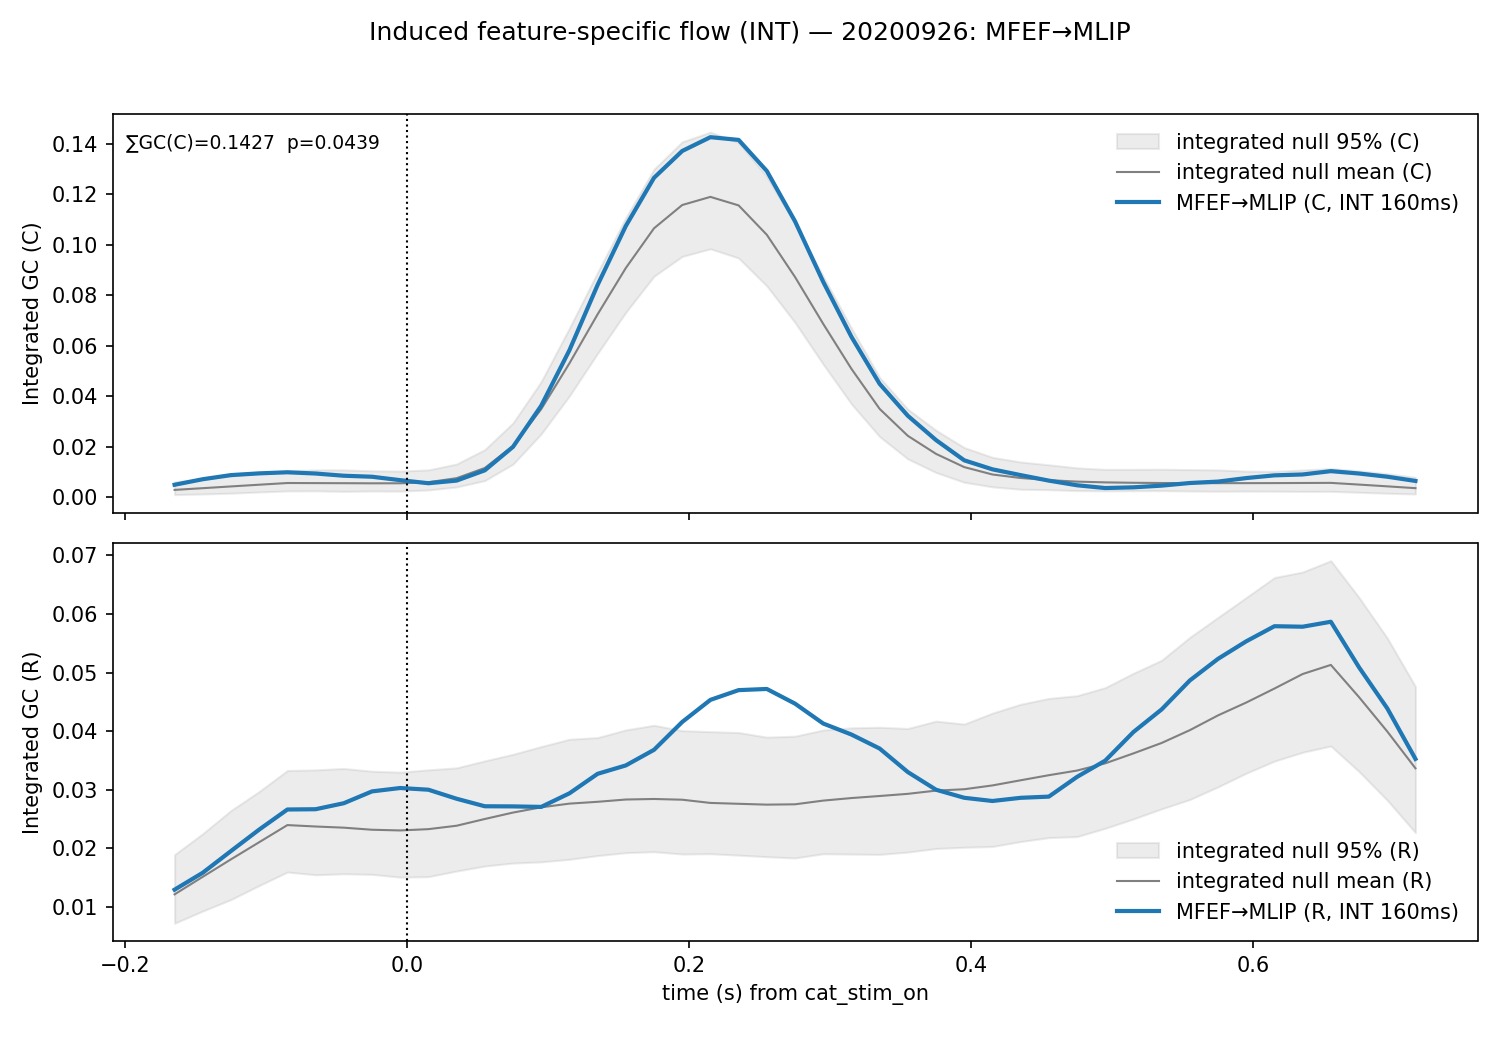 Induced feature-specific flow (INT) — 20200926: MFEF→MLIP
∑GC(C)=0.1427  p=0.0439
integrated null 95% (C)
integrated null mean (C)
MFEF→MLIP (C, INT 160ms)
Integrated GC (C)
0.14
0.12
0.10
0.08
0.06
0.04
0.02
0.00
Integrated GC (R)
0.07
0.06
0.05
0.04
0.03
0.02
0.01
integrated null 95% (R)
integrated null mean (R)
MFEF→MLIP (R, INT 160ms)
−0.2 0.0 0.2 0.4 0.6
time (s) from cat_stim_on